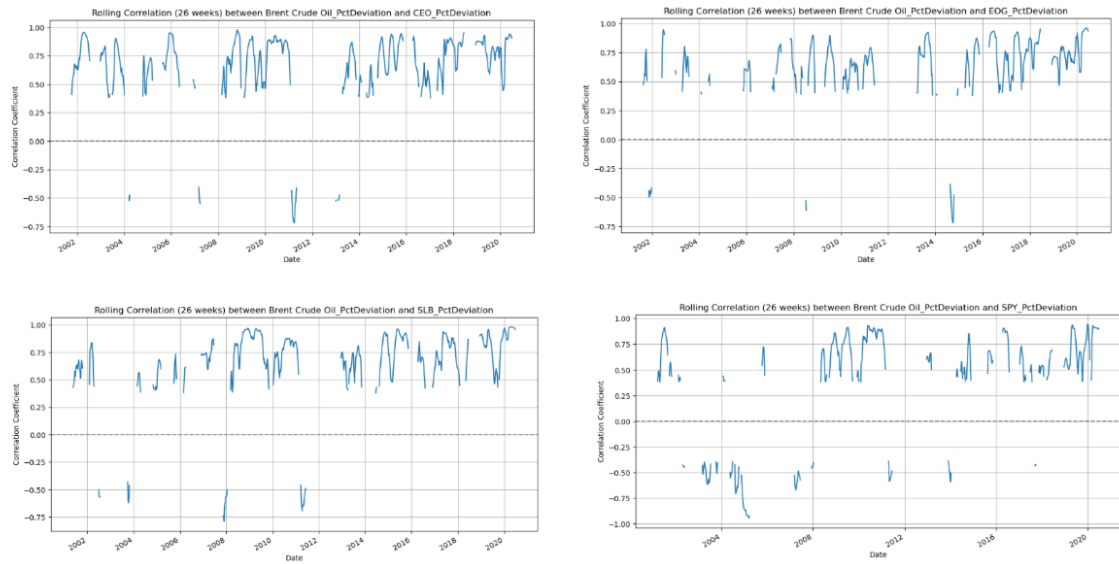 Rolling Correlation (26 weeks) between Brent Crude Oil_PctDeviation and CEO_PctDeviation
1.00
0.75
0.50
0.25
0.00
−0.25
−0.50
−0.75
Correlation Coefficient
2002 2004 2006 2008 2010 2012 2014 2016 2018 2020
Date
Rolling Correlation (26 weeks) between Brent Crude Oil_PctDeviation and EOG_PctDeviation
1.00
0.75
0.50
0.25
0.00
−0.25
−0.50
−0.75
Correlation Coefficient
2002 2004 2006 2008 2010 2012 2014 2016 2018 2020
Date
Rolling Correlation (26 weeks) between Brent Crude Oil_PctDeviation and SLB_PctDeviation
1.00
0.75
0.50
0.25
0.00
−0.25
−0.50
−0.75
Correlation Coefficient
2002 2004 2006 2008 2010 2012 2014 2016 2018 2020
Date
Rolling Correlation (26 weeks) between Brent Crude Oil_PctDeviation and SPY_PctDeviation
1.00
0.75
0.50
0.25
0.00
−0.25
−0.50
−0.75
−1.00
Correlation Coefficient
2004 2008 2012 2016 2020
Date